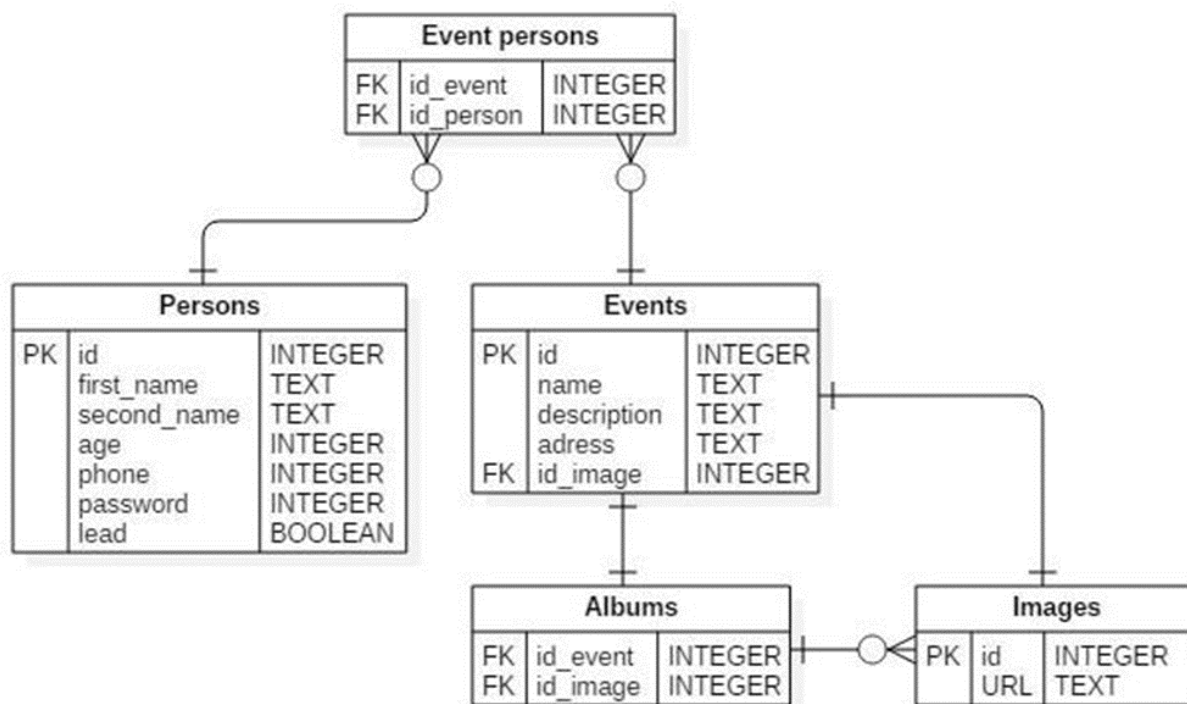 Event persons
FK id_event INTEGER
FK id_person INTEGER
Persons
PK id INTEGER
first_name TEXT
second_name TEXT
age INTEGER
phone INTEGER
password INTEGER
lead BOOLEAN
Events
PK id INTEGER
name TEXT
description TEXT
adress TEXT
FK id_image INTEGER
Albums
FK id_event INTEGER
FK id_image INTEGER
Images
PK id INTEGER
URL TEXT